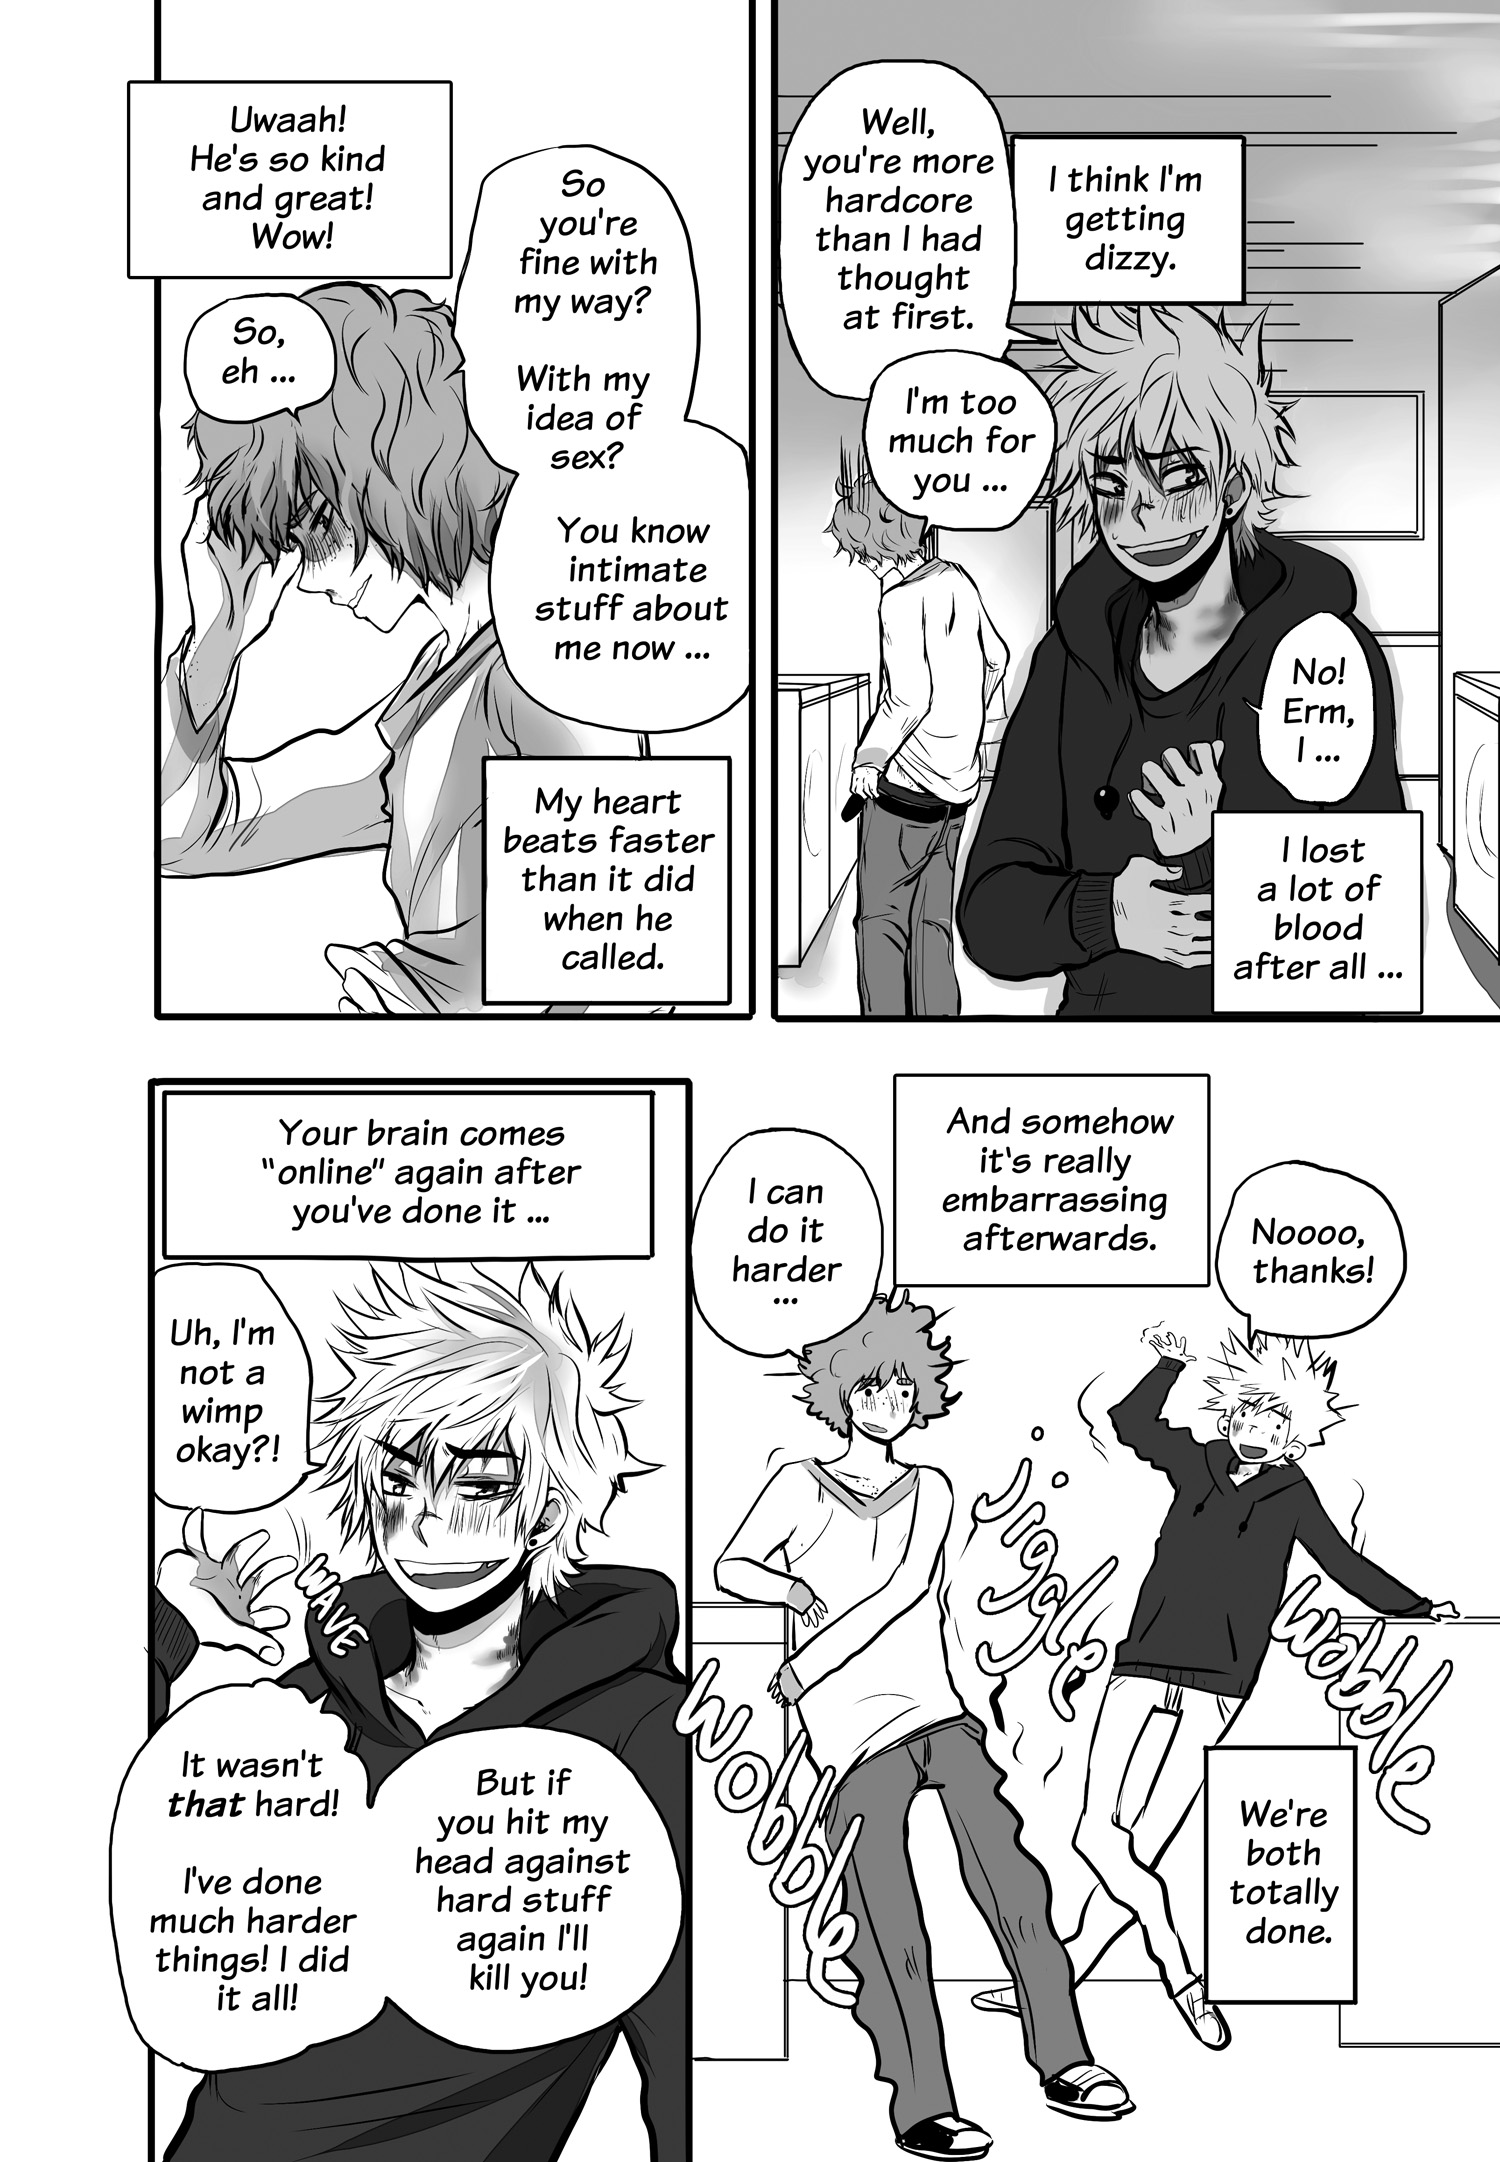 Uwaah!
He's so kind
and great!
Wow!
So,
eh ...
So
you're
fine with
my way?
With my
idea of
sex?
You know
intimate
stuff about
me now ...
My heart
beats faster
than it did
when he
called.
Well,
you're more
hardcore
than I had
thought
at first.
I think I'm
getting
dizzy.
I'm too
much for
you ...
No!
Erm,
I ...
I lost
a lot of
blood
after all ...
Your brain comes
"online" again after
you've done it ...
Uh, I'm
not a
wimp
okay?!
WAVE
It wasn't
that hard!
I've done
much harder
things! I did
it all!
But if
you hit my
head against
hard stuff
again I'll
kill you!
I can
do it
harder
...
And somehow
it's really
embarrassing
afterwards.
Noooo,
thanks!
Jiggle
wobble
wobble
We're
both
totally
done.